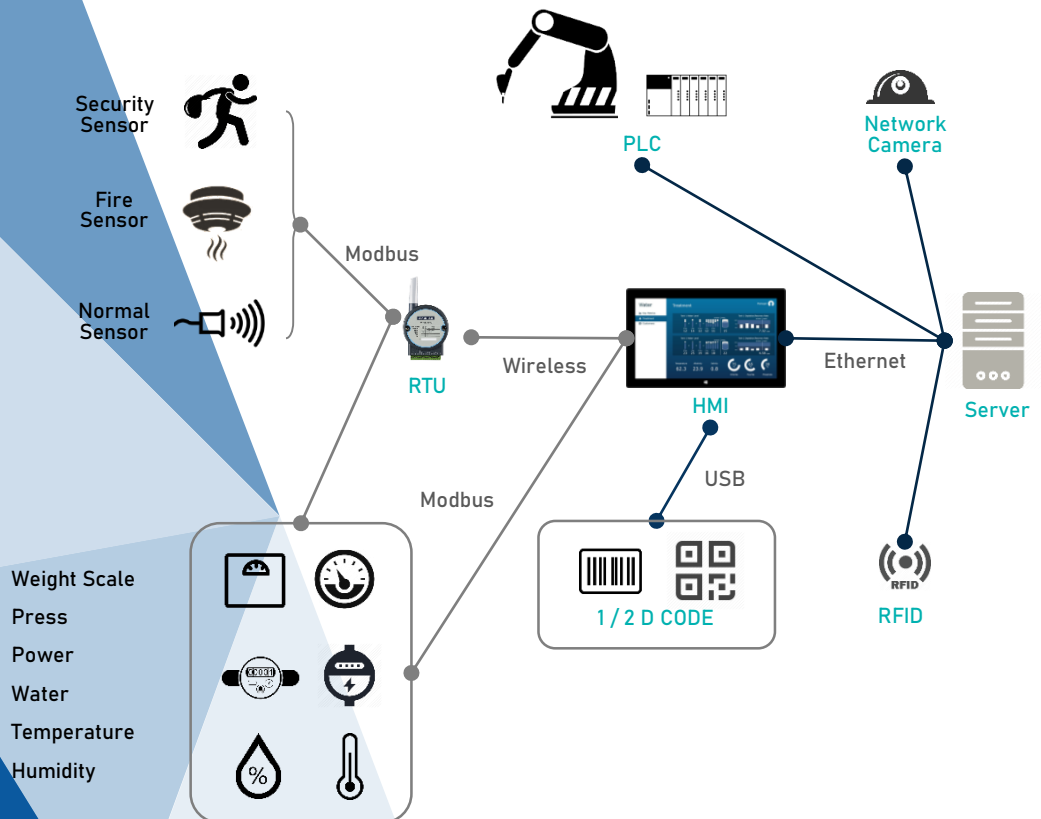 Security
Sensor
Fire
Sensor
Normal
Sensor
Modbus
RTU
Wireless
PLC
Network
Camera
HMI
Ethernet
Server
USB
Modbus
1 / 2 D CODE
RFID
RFID
Weight Scale
Press
Power
Water
Temperature
Humidity
%